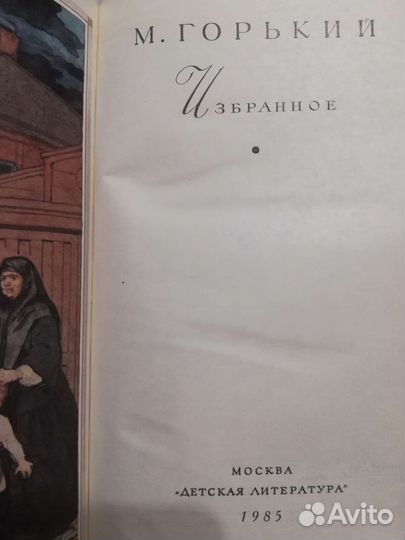 М. ГОРЬКИЙ
ИЗБРАННОЕ
МОСКВА
"ДЕТСКАЯ ЛИТЕРАТУРА"
1985
Avito